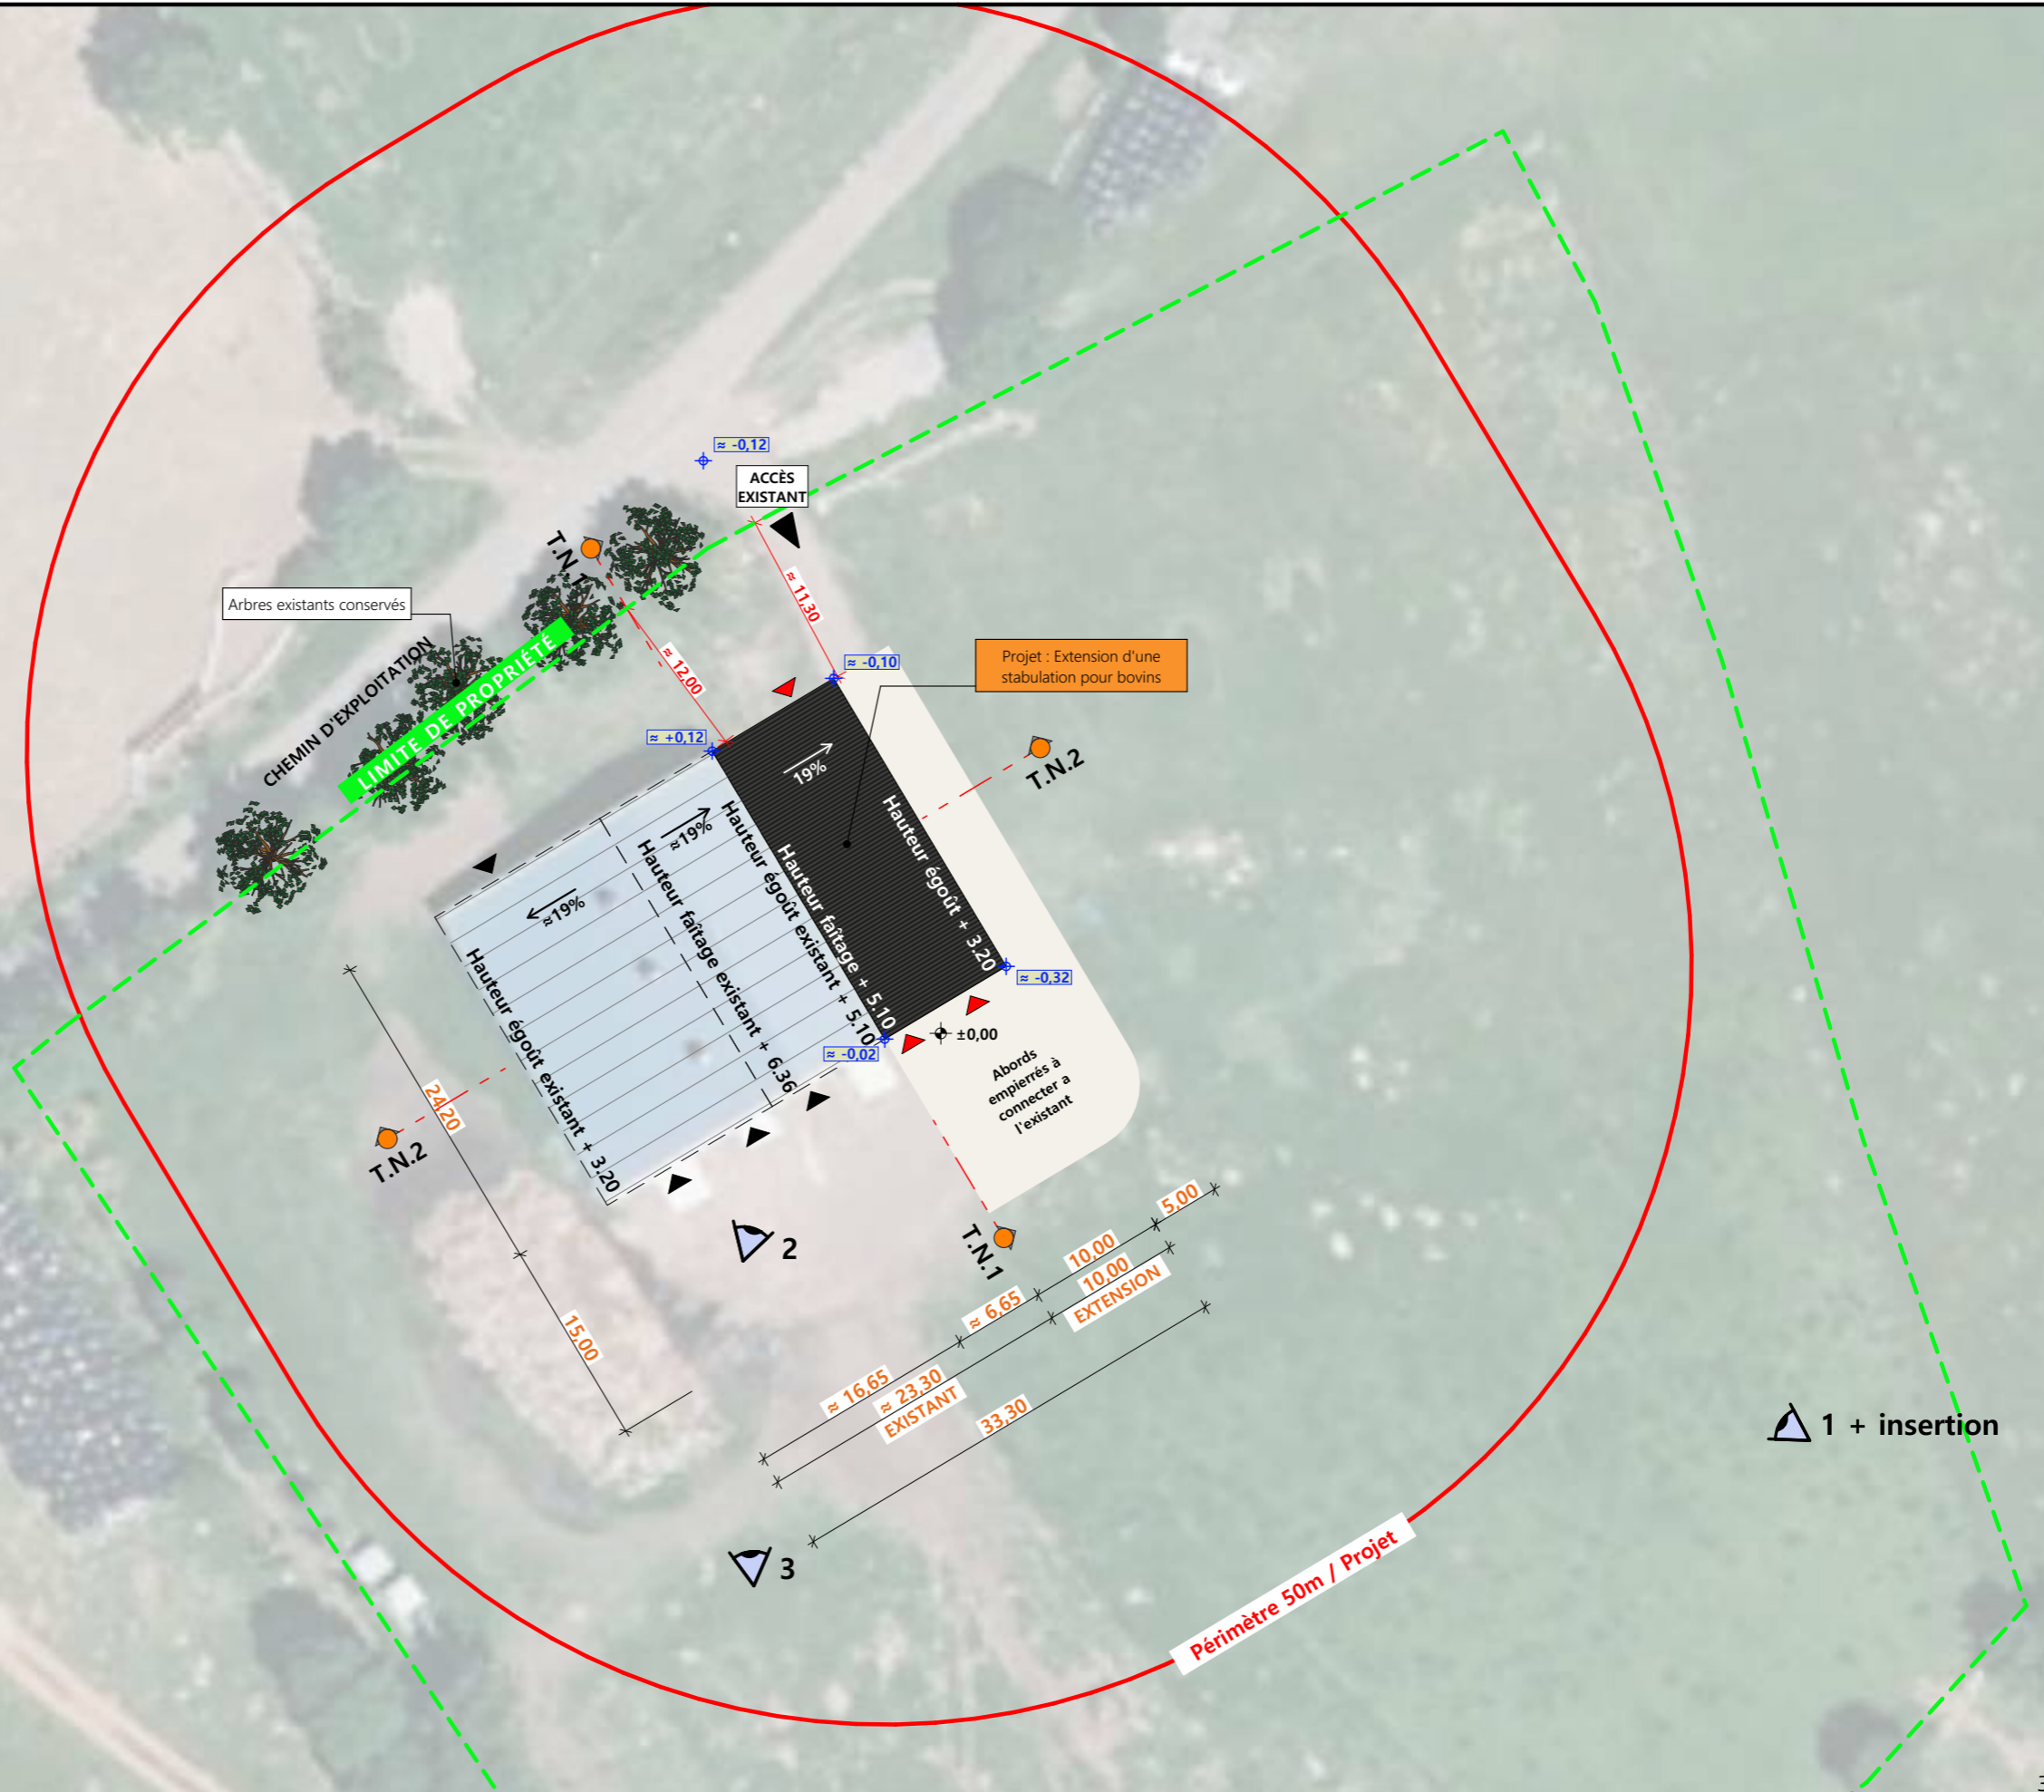 ≈ -0,12
ACCÈS
EXISTANT
T.N.1
≈ 11,30
Arbres existants conservés
CHEMIN D'EXPLOITATION
LIMITE DE PROPRIÉTÉ
≈ 12,00
≈ -0,10
Projet : Extension d'une
stabulation pour bovins
≈ +0,12
19%
T.N.2
≈19%
≈19%
Hauteur égoût existant + 3.20
Hauteur faîtage existant + 6.36
Hauteur égoût existant + 5.10
Hauteur faîtage + 5.10
Hauteur égoût + 3.20
≈ -0,32
±0,00
≈ -0,02
Abords
empierrés à
connecter a
l'existant
24,20
T.N.2
15,00
2
T.N.1
5,00
10,00
10,00
EXTENSION
≈ 6,65
≈ 16,65
≈ 23,30
EXISTANT
33,30
1 + insertion
3
Périmètre 50m / Projet